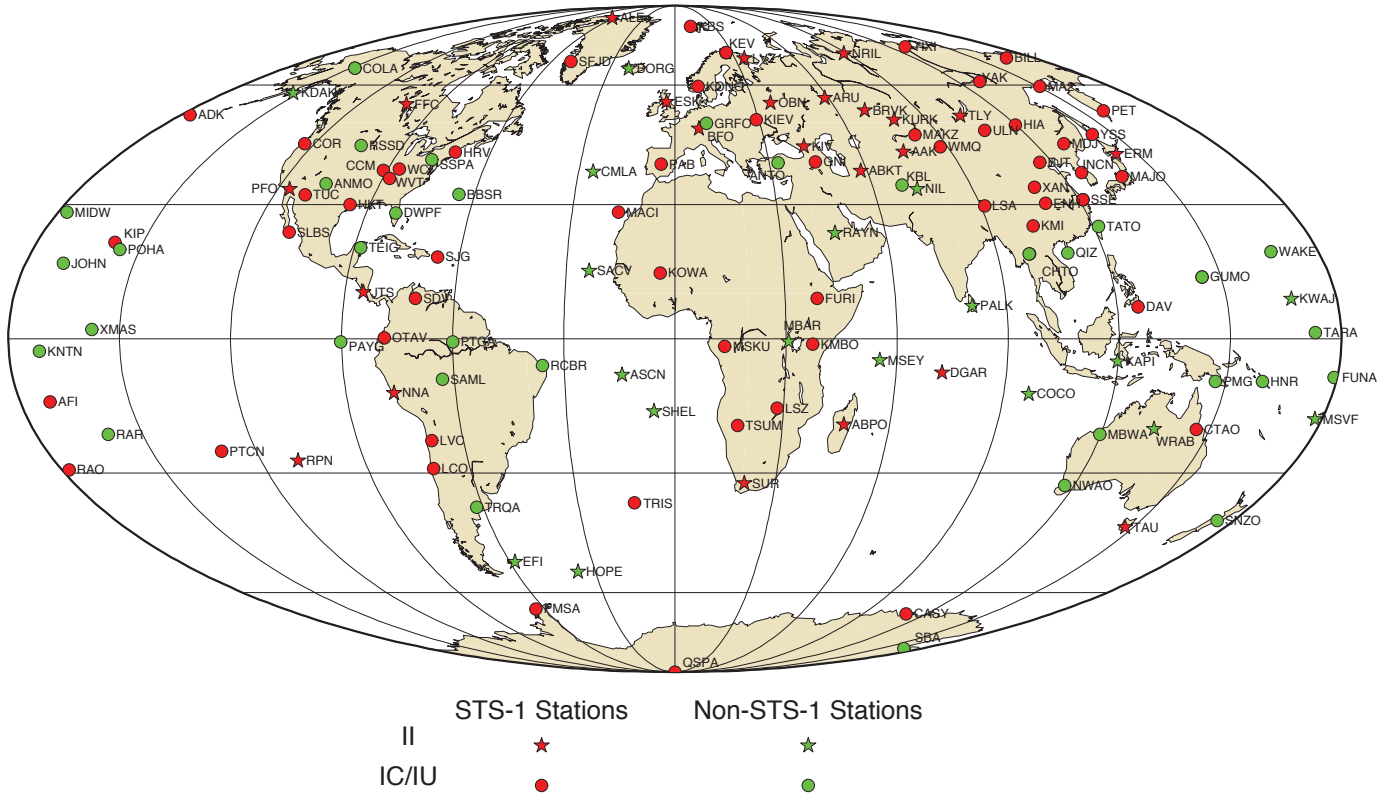 ALE
KBS
KEV
LVZ
NRIL
TIXI
BILL
COLA
SFJD
BORG
YAK
KDAK
KONO
MA2
ADK
FFC
ESK
OBN
ARU
BRVK
PET
GRFO
KIEV
KURK
TLY
HIA
BFO
ULN
YSS
COR
RSSD
MAKZ
MDJ
HRV
SSPA
KIV
AAK
WMQ
ERM
CCM
WCI
CMLA
PAB
ANTO
GNI
ABKT
BJT
INCN
WVT
KBL
MAJO
PFO
ANMO
NIL
XAN
TUC
BBSR
HKT
LSA
ENH
SSE
MIDW
DWPF
MACI
KIP
SLBS
RAYN
KMI
TATO
POHA
TEIG
SJG
QIZ
WAKE
JOHN
SACV
KOWA
CHTO
GUMO
JTS
SDV
FURI
PALK
DAV
KWAJ
XMAS
MBAR
TARA
KNTN
PAYG
OTAV
PTGA
MSKU
KMBO
RCBR
MSEY
KAPI
SAML
ASCN
DGAR
PMG
HNR
FUNA
NNA
COCO
AFI
SHEL
LSZ
MSVF
RAR
LVC
TSUM
ABPO
MBWA
WRAB
CTAO
PTCN
RPN
RAO
LCO
SUR
NWAO
TRIS
TRQA
TAU
SNZO
EFI
HOPE
PMSA
CASY
SBA
QSPA
STS-1 Stations Non-STS-1 Stations
II
IC/IU